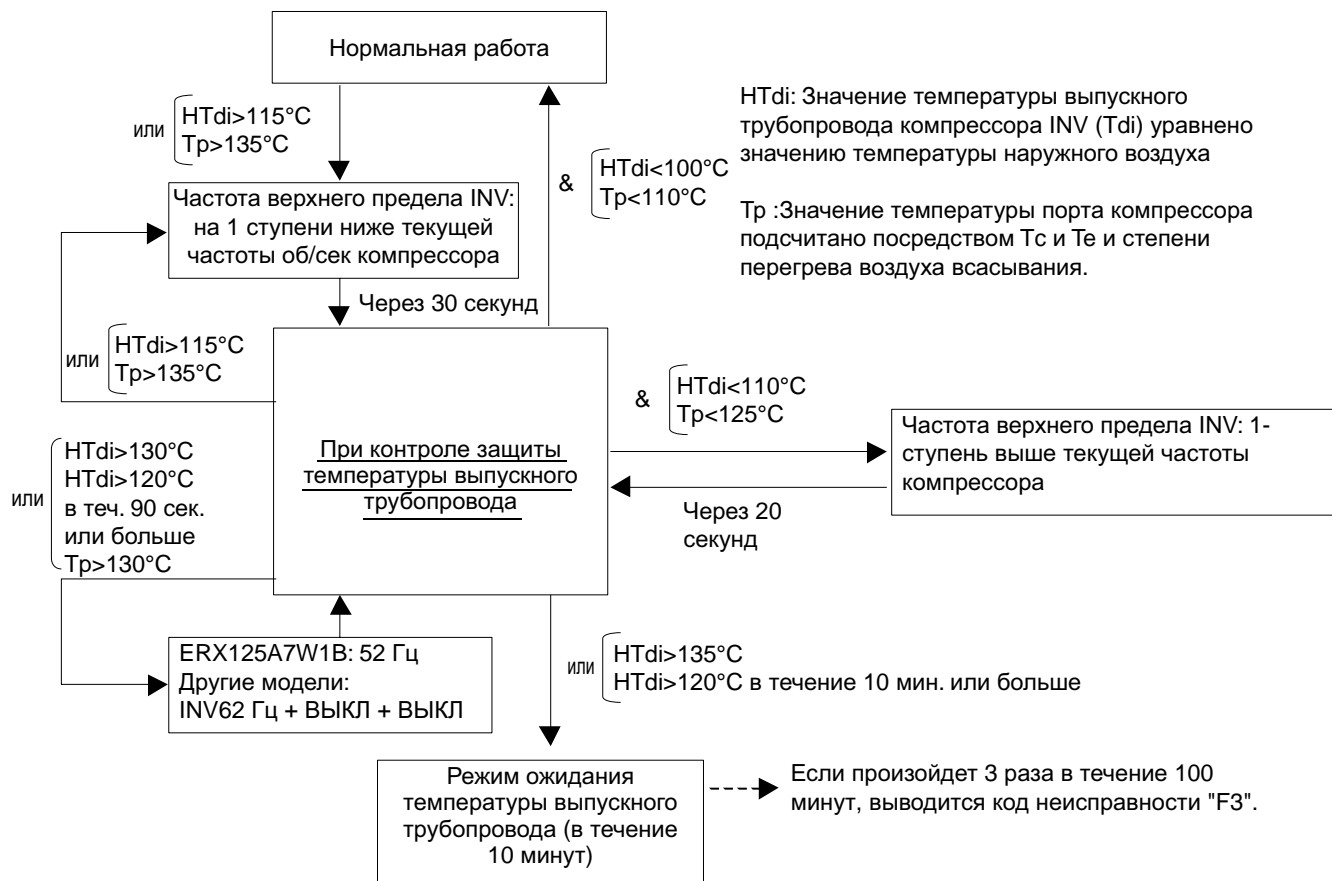 Нормальная работа
или
HTdi>115°C
Tp>135°C
&
HTdi<100°C
Tp<110°C
HTdi: Значение температуры выпускного
трубопровода компрессора INV (Tdi) уравнено
значению температуры наружного воздуха
Tp :Значение температуры порта компрессора
подсчитано посредством Tc и Te и степени
перегрева воздуха всасывания.
Частота верхнего предела INV:
на 1 ступени ниже текущей
частоты об/сек компрессора
Через 30 секунд
или
HTdi>115°C
Tp>135°C
&
HTdi<110°C
Tp<125°C
При контроле защиты
температуры выпускного
трубопровода
Частота верхнего предела INV: 1-
ступень выше текущей частоты
компрессора
Через 20
секунд
или
HTdi>130°C
HTdi>120°C
в теч. 90 сек.
или больше
Tp>130°C
ERX125A7W1B: 52 Гц
Другие модели:
INV62 Гц + ВЫКЛ + ВЫКЛ
или
HTdi>135°C
HTdi>120°C в течение 10 мин. или больше
Режим ожидания
температуры выпускного
трубопровода (в течение
10 минут)
Если произойдет 3 раза в течение 100
минут, выводится код неисправности "F3".